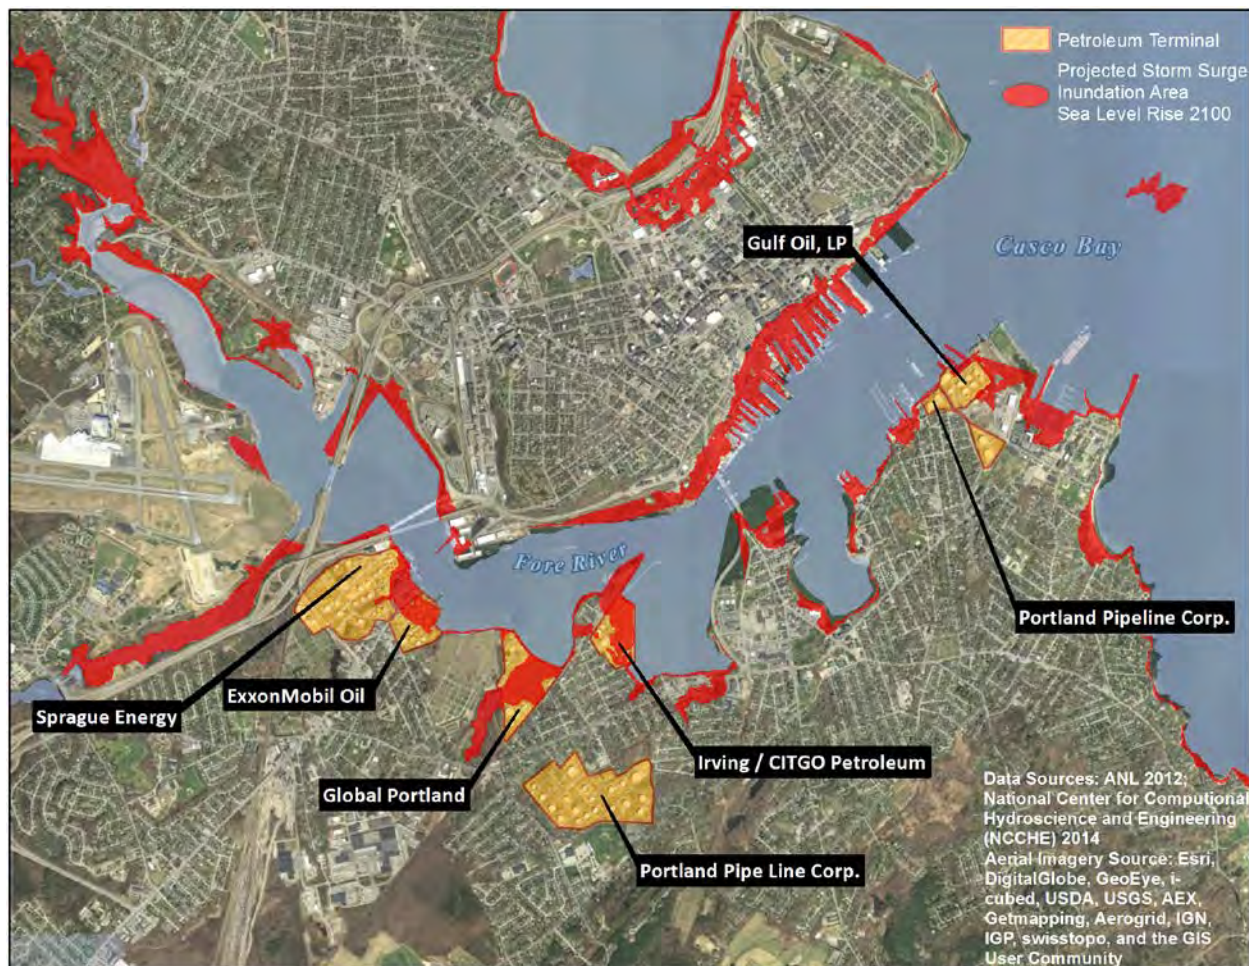 Petroleum Terminal
Projected Storm Surge
Inundation Area
Sea Level Rise 2100
Gulf Oil, LP
Casco Bay
Fore River
Portland Pipeline Corp.
ExxonMobil Oil
Sprague Energy
Irving / CITGO Petroleum
Global Portland
Portland Pipe Line Corp.
Data Sources: ANL 2012;
National Center for Computional
Hydroscience and Engineering
(NCCHE) 2014
Aerial Imagery Source: Esri,
DigitalGlobe, GeoEye, i-
cubed, USDA, USGS, AEX,
Getmapping, Aerogrid, IGN,
IGP, swisstopo, and the GIS
User Community